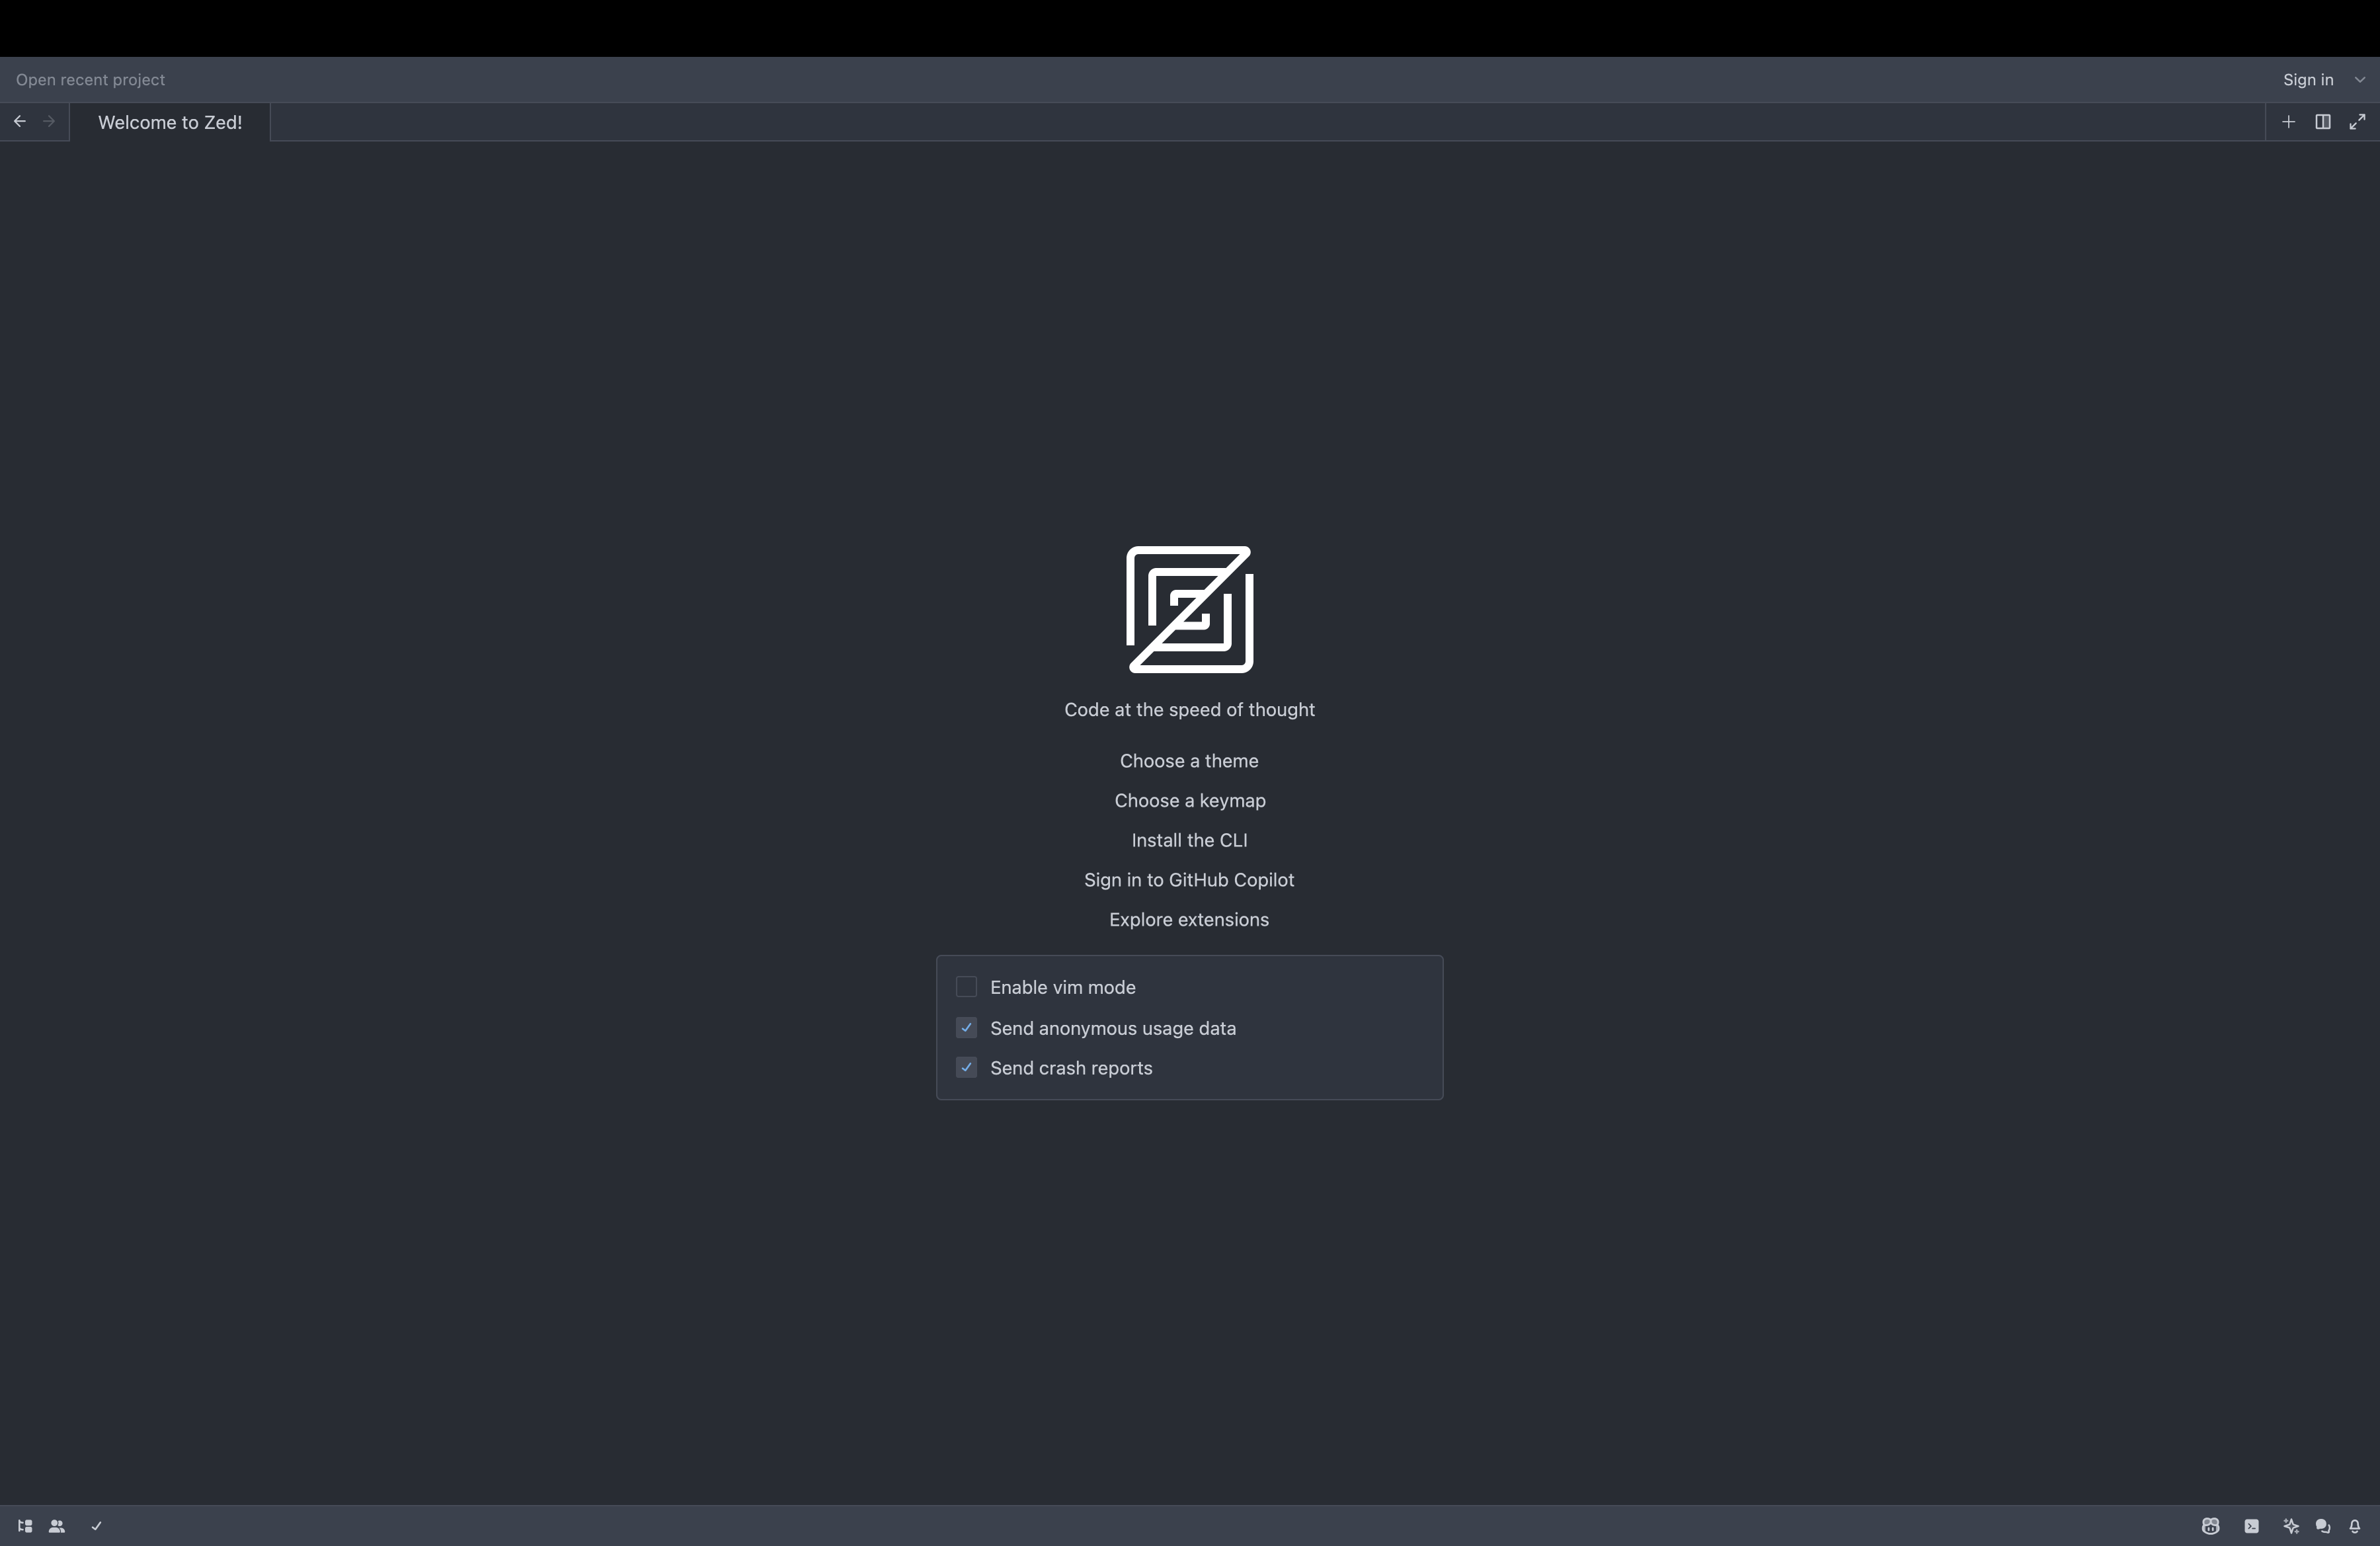 Open recent project
Sign in
Welcome to Zed!
Code at the speed of thought
Choose a theme
Choose a keymap
Install the CLI
Sign in to GitHub Copilot
Explore extensions
Enable vim mode
Send anonymous usage data
Send crash reports